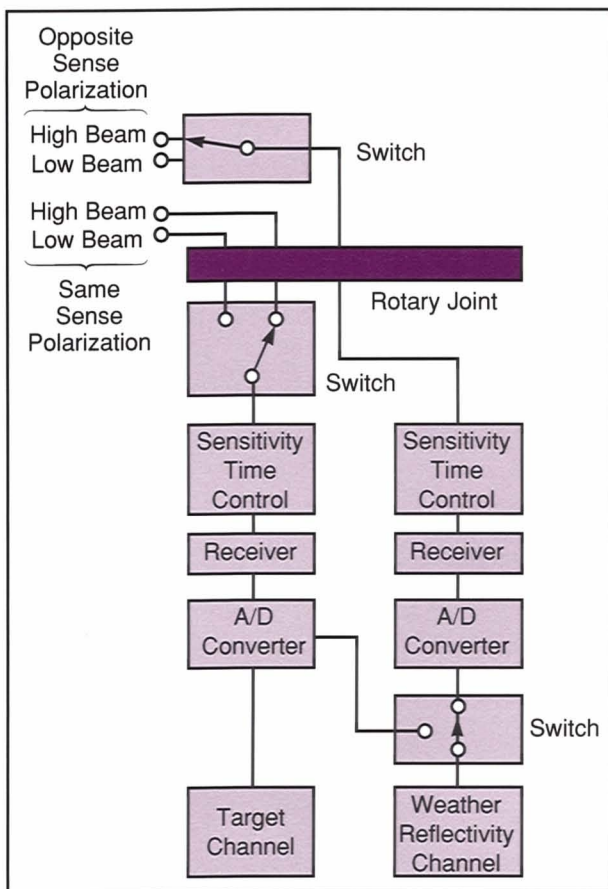 Opposite
Sense
Polarization
High Beam
Low Beam
Switch
High Beam
Low Beam
Same
Sense
Polarization
Rotary Joint
Switch
Sensitivity
Time
Control
Sensitivity
Time
Control
Receiver
Receiver
A/D
Converter
A/D
Converter
Switch
Target
Channel
Weather
Reflectivity
Channel